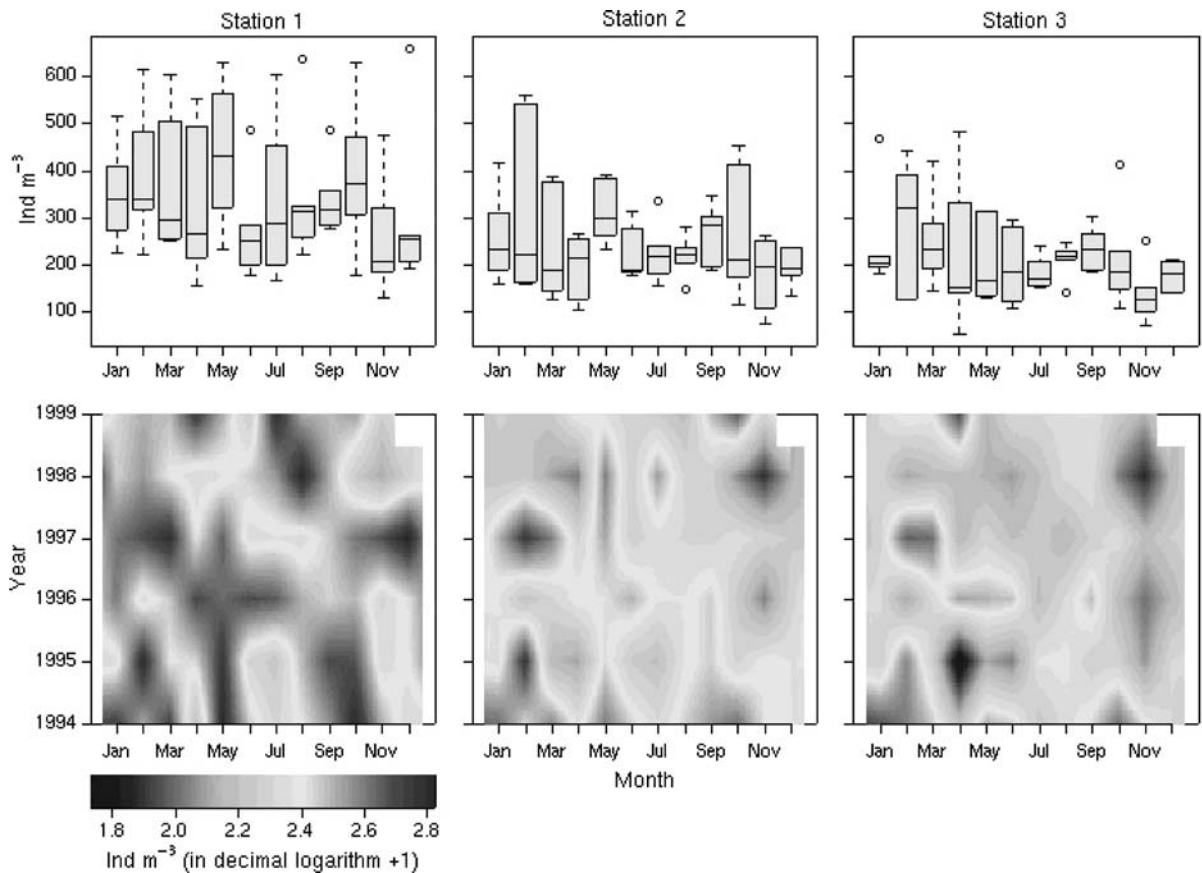 Station 1
Station 2
Station 3
Ind m⁻³
600
500
400
300
200
100
Jan Mar May Jul Sep Nov
Jan Mar May Jul Sep Nov
Jan Mar May Jul Sep Nov
Year
1999
1998
1997
1996
1995
1994
Jan Mar May Jul Sep Nov
Jan Mar May Jul Sep Nov
Jan Mar May Jul Sep Nov
Month
1.8 2.0 2.2 2.4 2.6 2.8
Ind m⁻³ (in decimal logarithm +1)